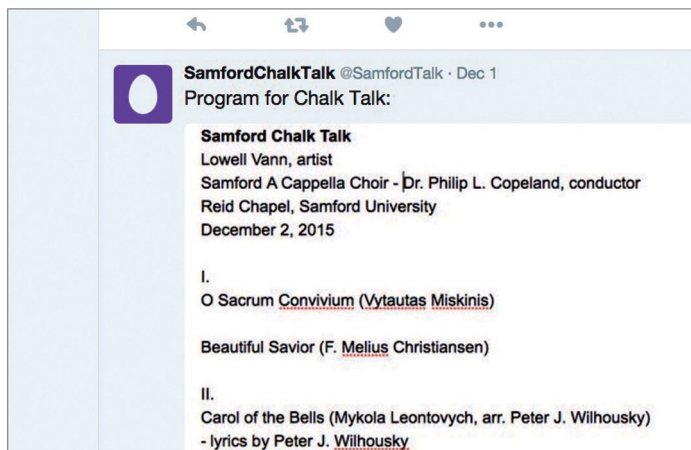 SamfordChalkTalk @SamfordTalk · Dec 1
Program for Chalk Talk:
Samford Chalk Talk
Lowell Vann, artist
Samford A Cappella Choir - Dr. Philip L. Copeland, conductor
Reid Chapel, Samford University
December 2, 2015
I.
O Sacrum Convivium (Vytautas Miskinis)
Beautiful Savior (F. Melius Christiansen)
II.
Carol of the Bells (Mykola Leontovych, arr. Peter J. Wilhousky)
- lyrics by Peter J. Wilhousky